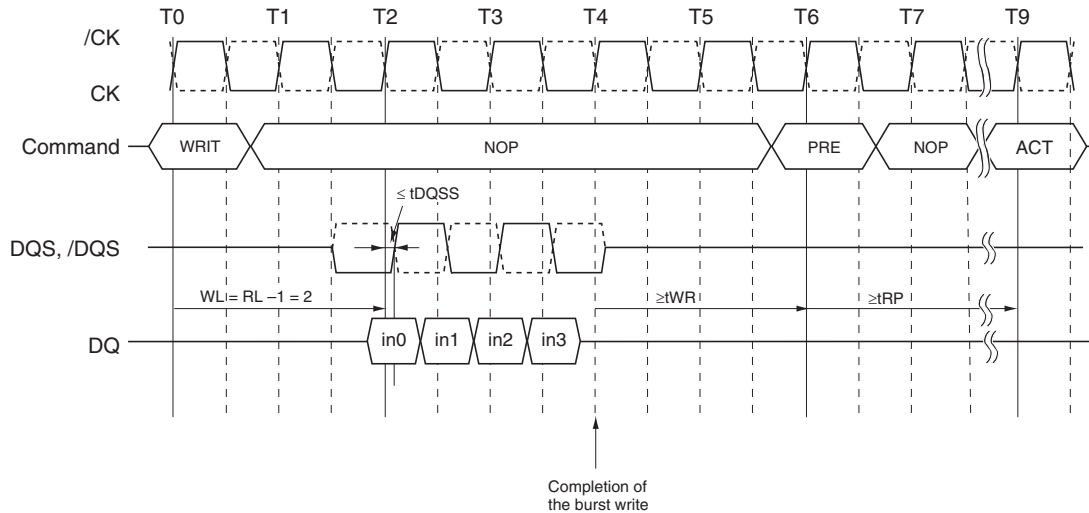 T0 T1 T2 T3 T4 T5 T6 T7 T9
/CK
CK
Command WRIT NOP PRE NOP ACT
≤ tDQSS
DQS, /DQS
WL = RL –1 = 2 ≥tWR ≥tRP
DQ in0 in1 in2 in3
Completion of
the burst write